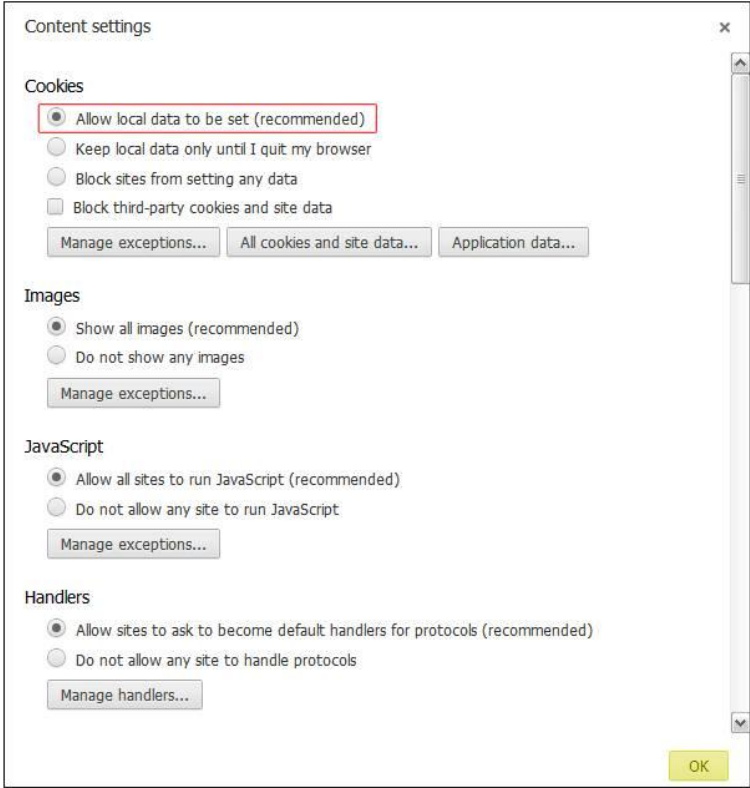 Content settings
Cookies
Allow local data to be set (recommended)
Keep local data only until I quit my browser
Block sites from setting any data
Block third-party cookies and site data
Manage exceptions... All cookies and site data... Application data...
Images
Show all images (recommended)
Do not show any images
Manage exceptions...
JavaScript
Allow all sites to run JavaScript (recommended)
Do not allow any site to run JavaScript
Manage exceptions...
Handlers
Allow sites to ask to become default handlers for protocols (recommended)
Do not allow any site to handle protocols
Manage handlers...
OK